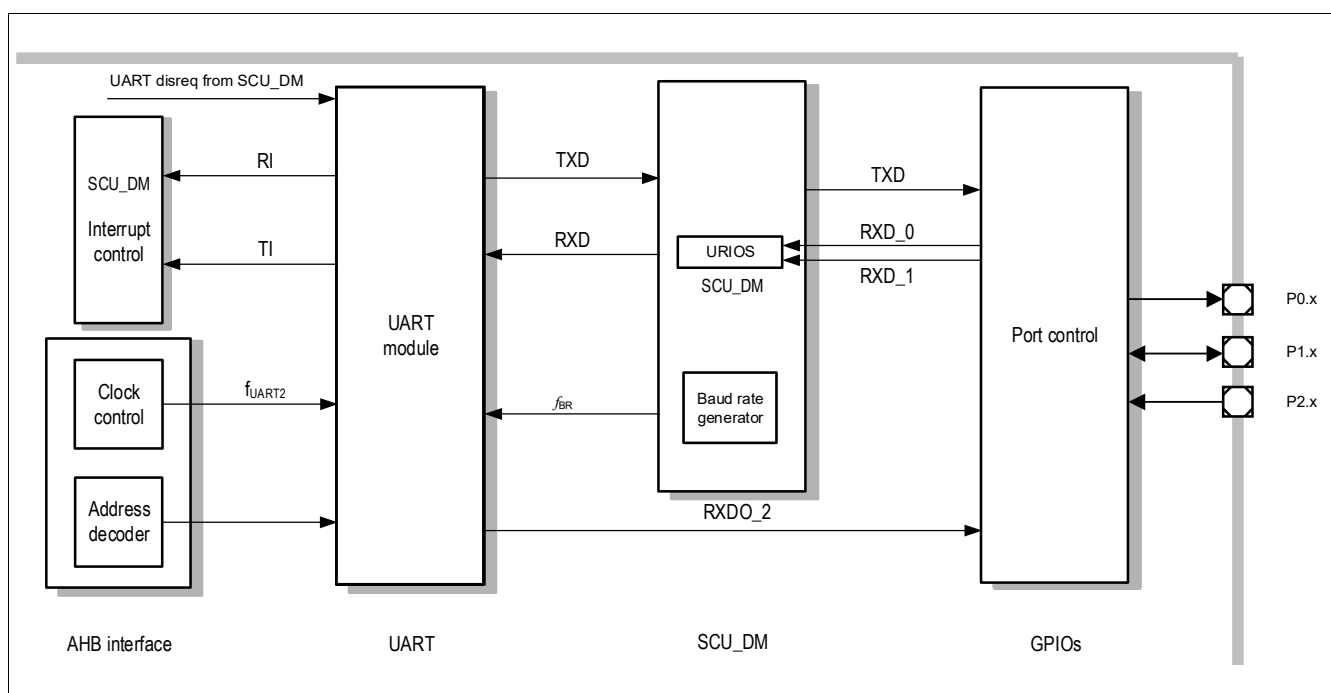 UART disreq from SCU_DM
SCU_DM
Interrupt
control
RI
TI
Clock
control
Address
decoder
fUART2
UART
module
TXD
RXD
fBR
RXDO_2
URIOS
SCU_DM
Baud rate
generator
TXD
RXD_0
RXD_1
Port control
P0.x
P1.x
P2.x
AHB interface
UART
SCU_DM
GPIOs